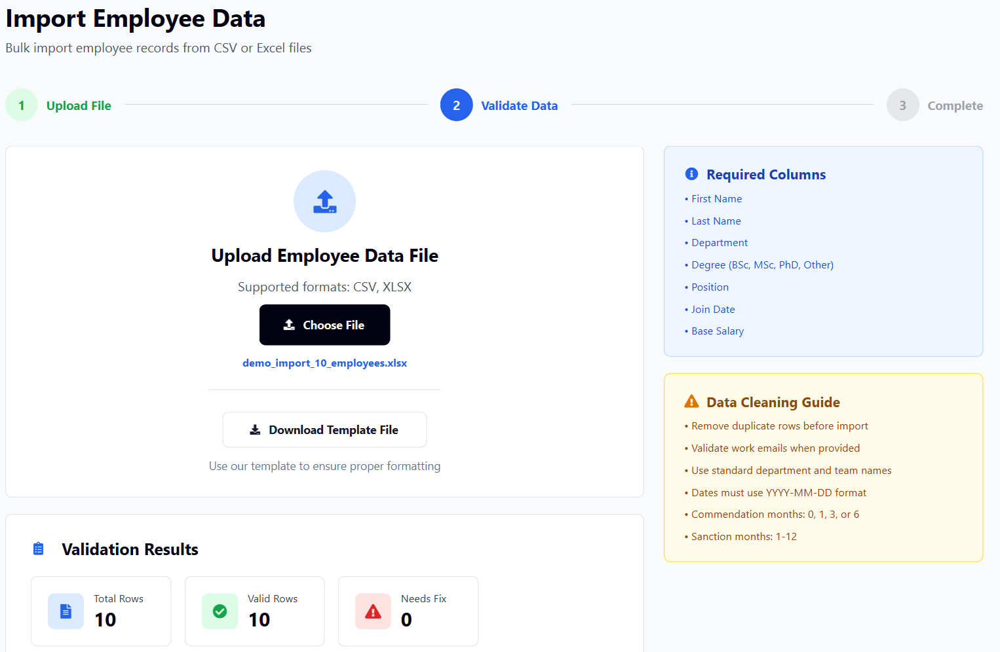 Import Employee Data
Bulk import employee records from CSV or Excel files
1 Upload File
2 Validate Data
3 Complete
Upload Employee Data File
Supported formats: CSV, XLSX
Choose File
demo_import_10_employees.xlsx
Download Template File
Use our template to ensure proper formatting
Required Columns
• First Name
• Last Name
• Department
• Degree (BSc, MSc, PhD, Other)
• Position
• Join Date
• Base Salary
Data Cleaning Guide
• Remove duplicate rows before import
• Validate work emails when provided
• Use standard department and team names
• Dates must use YYYY-MM-DD format
• Commendation months: 0, 1, 3, or 6
• Sanction months: 1-12
Validation Results
Total Rows
10
Valid Rows
10
Needs Fix
0